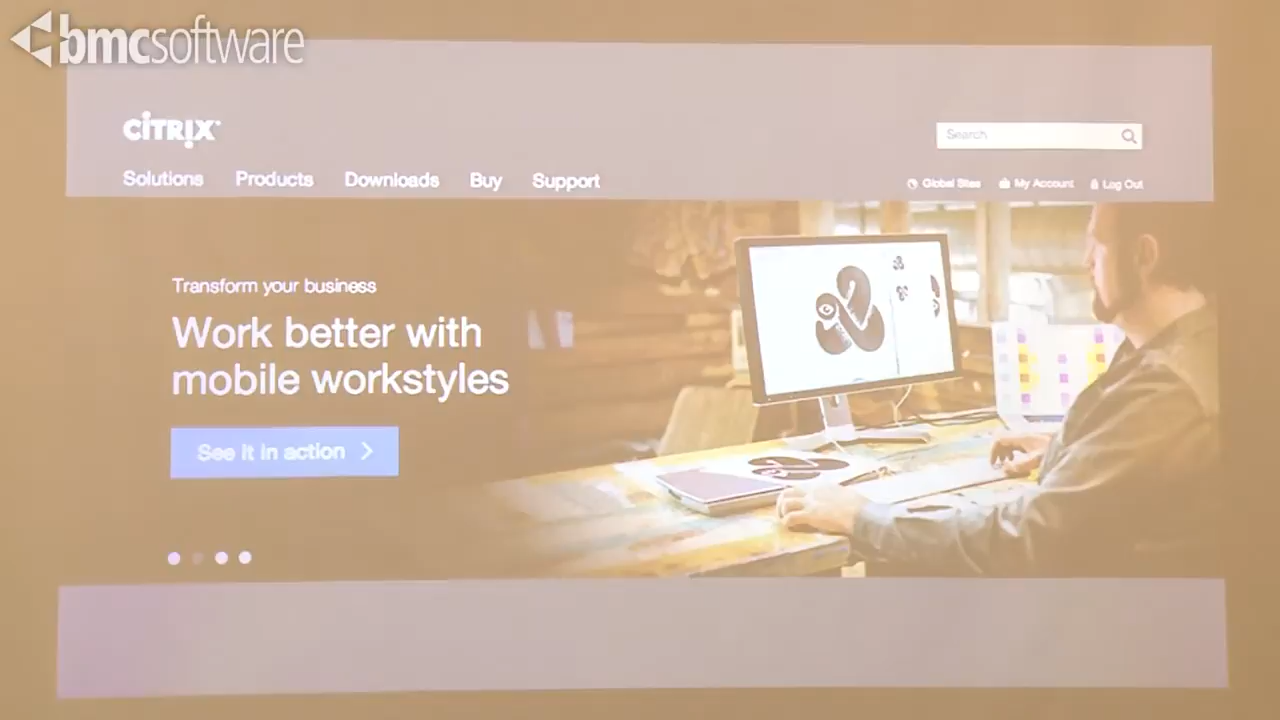 bmcsoftware
CITRIX
Search
Solutions Products Downloads Buy Support
Global Sites My Account Log Out
Transform your business
Work better with
mobile workstyles
See it in action